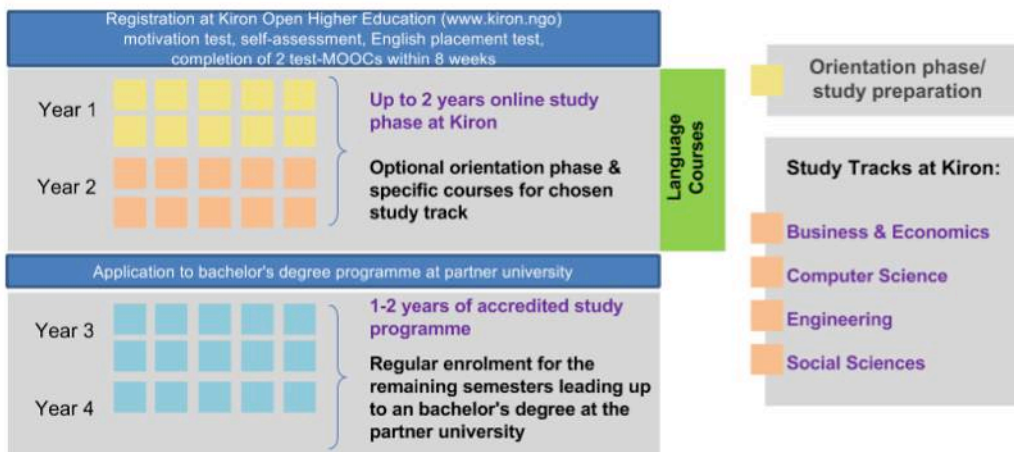 Registration at Kiron Open Higher Education (www.kiron.ngo)
motivation test, self-assessment, English placement test,
completion of 2 test-MOOCs within 8 weeks
Year 1
Up to 2 years online study
phase at Kiron
Year 2
Optional orientation phase &
specific courses for chosen
study track
Language
Courses
Application to bachelor's degree programme at partner university
Year 3
1-2 years of accredited study
programme
Year 4
Regular enrolment for the
remaining semesters leading up
to an bachelor's degree at the
partner university
Orientation phase/
study preparation
Study Tracks at Kiron:
Business & Economics
Computer Science
Engineering
Social Sciences